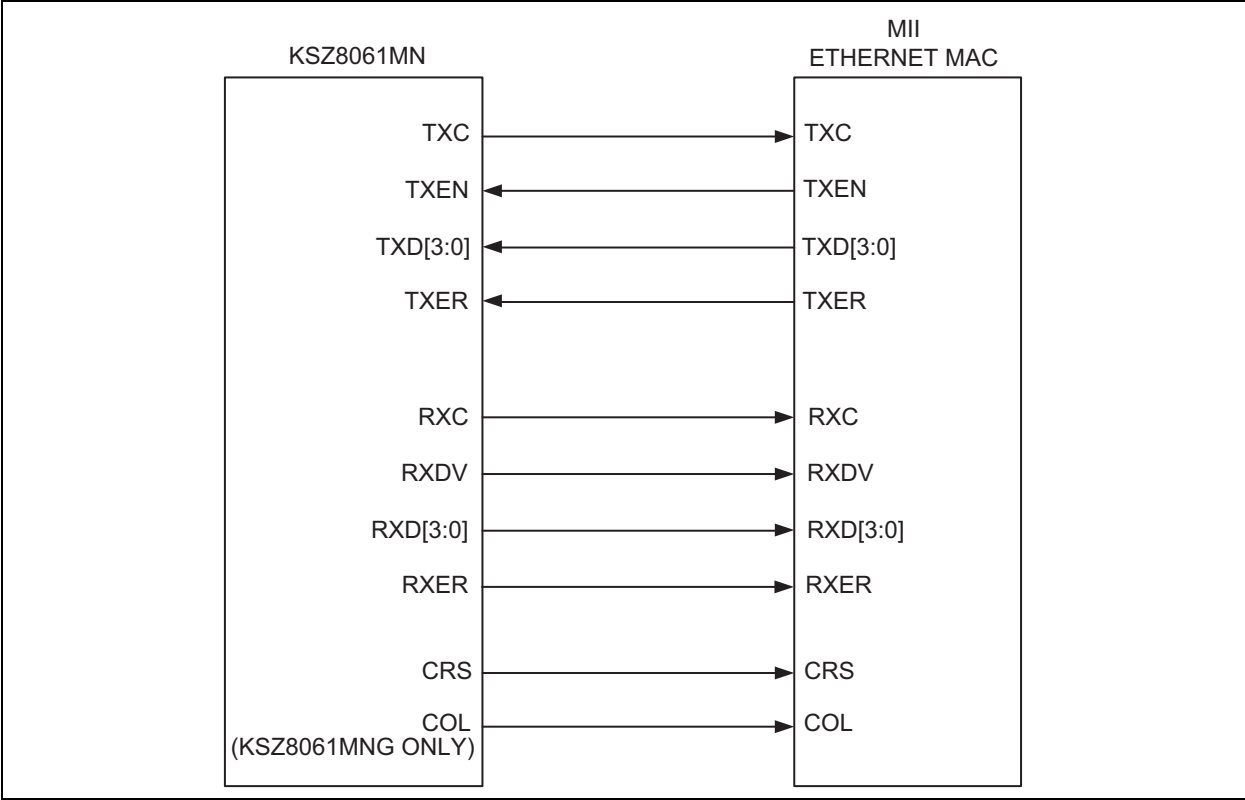 MII
KSZ8061MN ETHERNET MAC
TXC TXC
TXEN TXEN
TXD[3:0] TXD[3:0]
TXER TXER
RXC RXC
RXDV RXDV
RXD[3:0] RXD[3:0]
RXER RXER
CRS CRS
COL COL
(KSZ8061MNG ONLY)